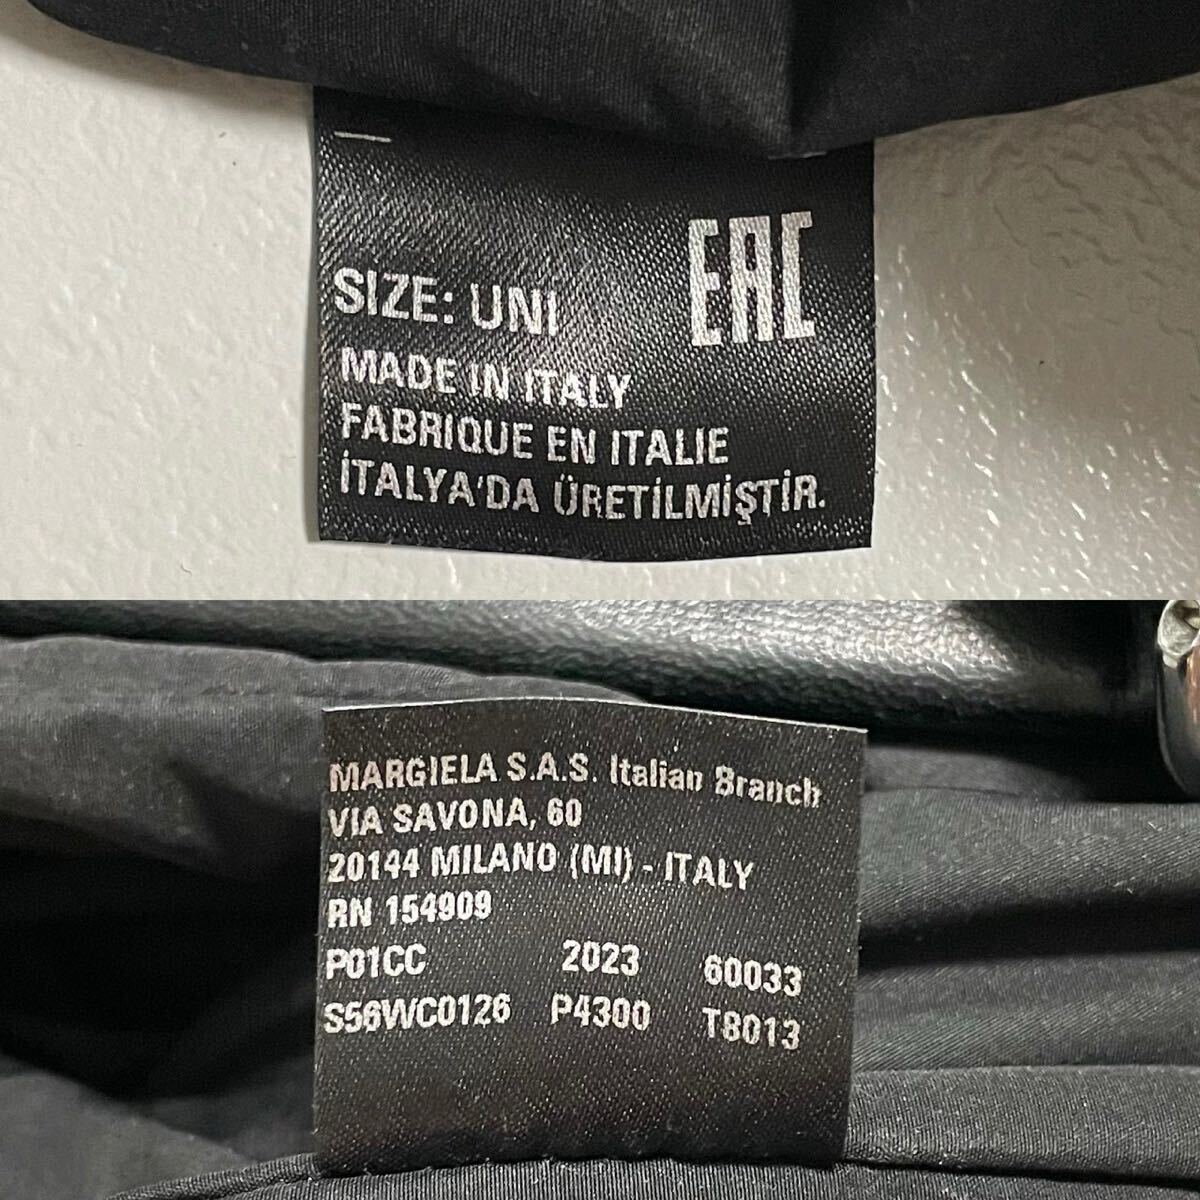 EAC
SIZE: UNI
MADE IN ITALY
FABRIQUE EN ITALIE
İTALYA'DA ÜRETİLMİŞTİR.
MARGIELA S.A.S. Italian Branch
VIA SAVONA, 60
20144 MILANO (MI) - ITALY
RN 154909
P01CC 2023 60033
S56WC0126 P4300 T8013